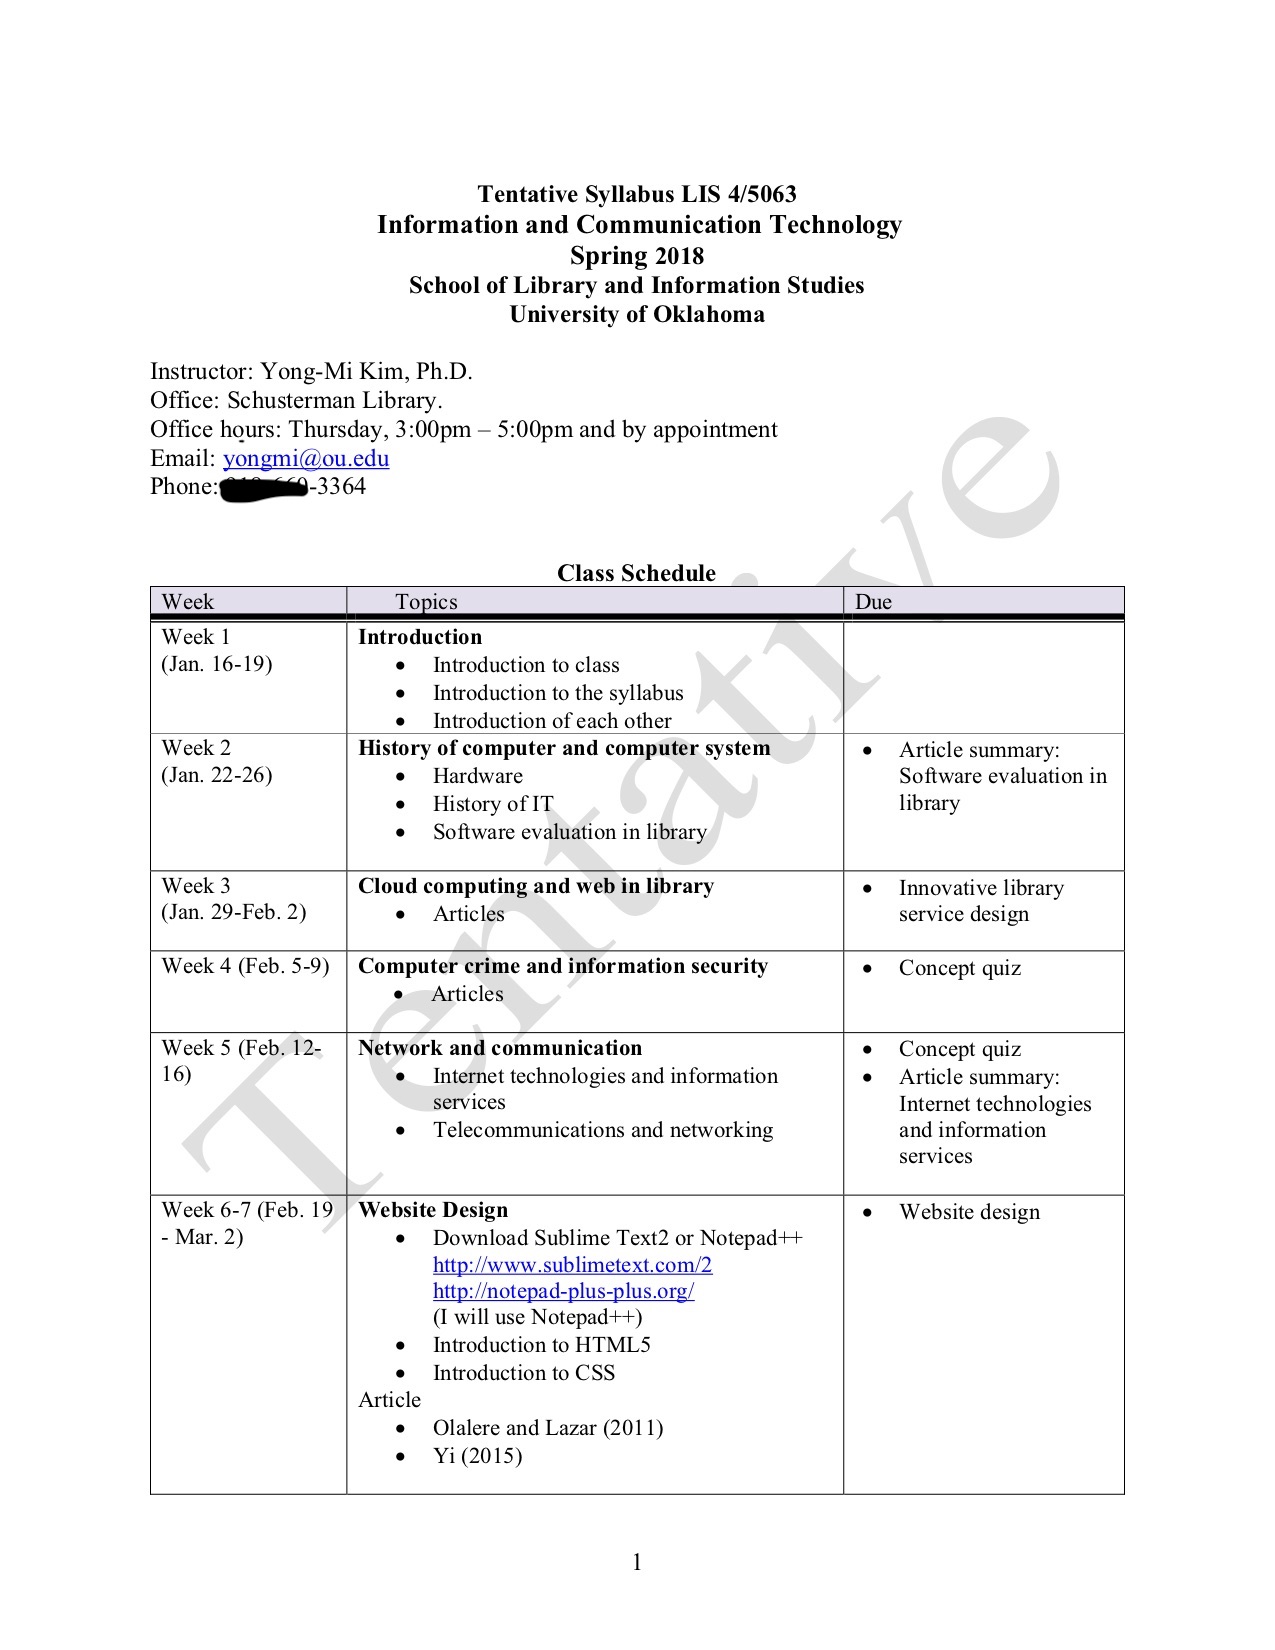 Tentative Syllabus LIS 4/5063
Information and Communication Technology
Spring 2018
School of Library and Information Studies
University of Oklahoma
Instructor: Yong-Mi Kim, Ph.D.
Office: Schusterman Library.
Office hours: Thursday, 3:00pm – 5:00pm and by appointment
Email: yongmi@ou.edu
Phone: -3364
Class Schedule
Week Topics Due
Week 1
(Jan. 16-19)
Introduction
• Introduction to class
• Introduction to the syllabus
• Introduction of each other
Week 2
(Jan. 22-26)
History of computer and computer system
• Hardware
• History of IT
• Software evaluation in library
• Article summary:
Software evaluation in
library
Week 3
(Jan. 29-Feb. 2)
Cloud computing and web in library
• Articles
• Innovative library
service design
Week 4 (Feb. 5-9)
Computer crime and information security
• Articles
• Concept quiz
Week 5 (Feb. 12-
16)
Network and communication
• Internet technologies and information
services
• Telecommunications and networking
• Concept quiz
• Article summary:
Internet technologies
and information
services
Week 6-7 (Feb. 19
- Mar. 2)
Website Design
• Download Sublime Text2 or Notepad++
http://www.sublimetext.com/2
http://notepad-plus-plus.org/
(I will use Notepad++)
• Introduction to HTML5
• Introduction to CSS
Article
• Olalere and Lazar (2011)
• Yi (2015)
• Website design
Tentative
1